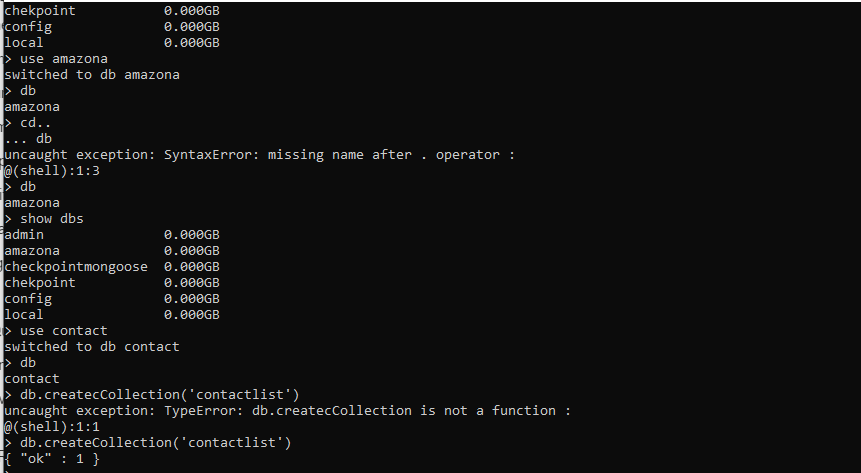 chekpoint          0.000GB
config             0.000GB
local              0.000GB
> use amazona
switched to db amazona
> db
amazona
> cd..
... db
uncaught exception: SyntaxError: missing name after . operator :
@(shell):1:3
> db
amazona
> show dbs
admin              0.000GB
amazona            0.000GB
checkpointmongoose  0.000GB
chekpoint          0.000GB
config             0.000GB
local              0.000GB
> use contact
switched to db contact
> db
contact
> db.createcCollection('contactlist')
uncaught exception: TypeError: db.createcCollection is not a function :
@(shell):1:1
> db.createCollection('contactlist')
{ "ok" : 1 }